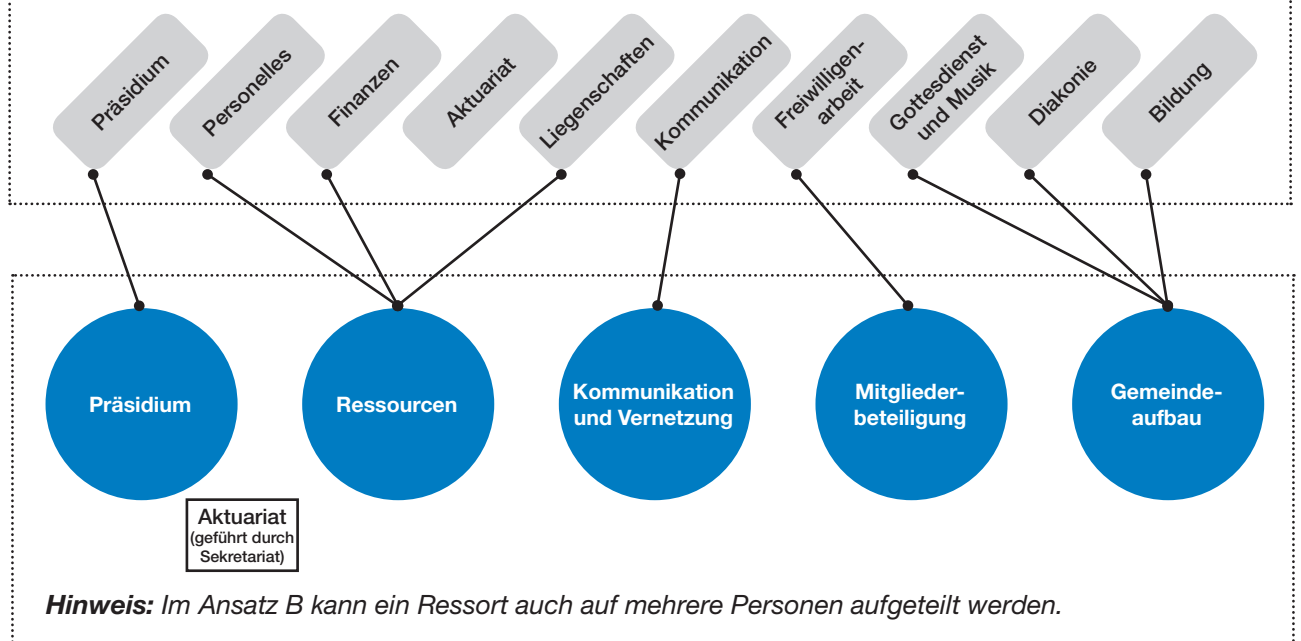 Präsidium
Personelles
Finanzen
Aktuariat
Liegenschaften
Kommunikation
Freiwilligen-
arbeit
Gottesdienst
und Musik
Diakonie
Bildung
Präsidium
Ressourcen
Kommunikation
und Vernetzung
Mitglieder-
beteiligung
Gemeinde-
aufbau
Aktuariat
(geführt durch
Sekretariat)
Hinweis: Im Ansatz B kann ein Ressort auch auf mehrere Personen aufgeteilt werden.